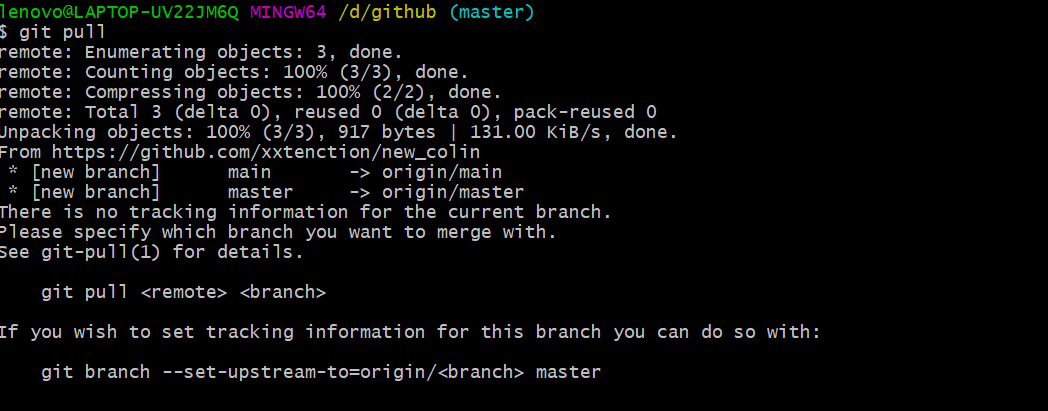 lenovo@LAPTOP-UV22JM6Q MINGW64 /d/github (master)
$ git pull
remote: Enumerating objects: 3, done.
remote: Counting objects: 100% (3/3), done.
remote: Compressing objects: 100% (2/2), done.
remote: Total 3 (delta 0), reused 0 (delta 0), pack-reused 0
Unpacking objects: 100% (3/3), 917 bytes | 131.00 KiB/s, done.
From https://github.com/xxtenction/new_colin
 * [new branch]      main       -> origin/main
 * [new branch]      master     -> origin/master
There is no tracking information for the current branch.
Please specify which branch you want to merge with.
See git-pull(1) for details.

    git pull <remote> <branch>

If you wish to set tracking information for this branch you can do so with:

    git branch --set-upstream-to=origin/<branch> master